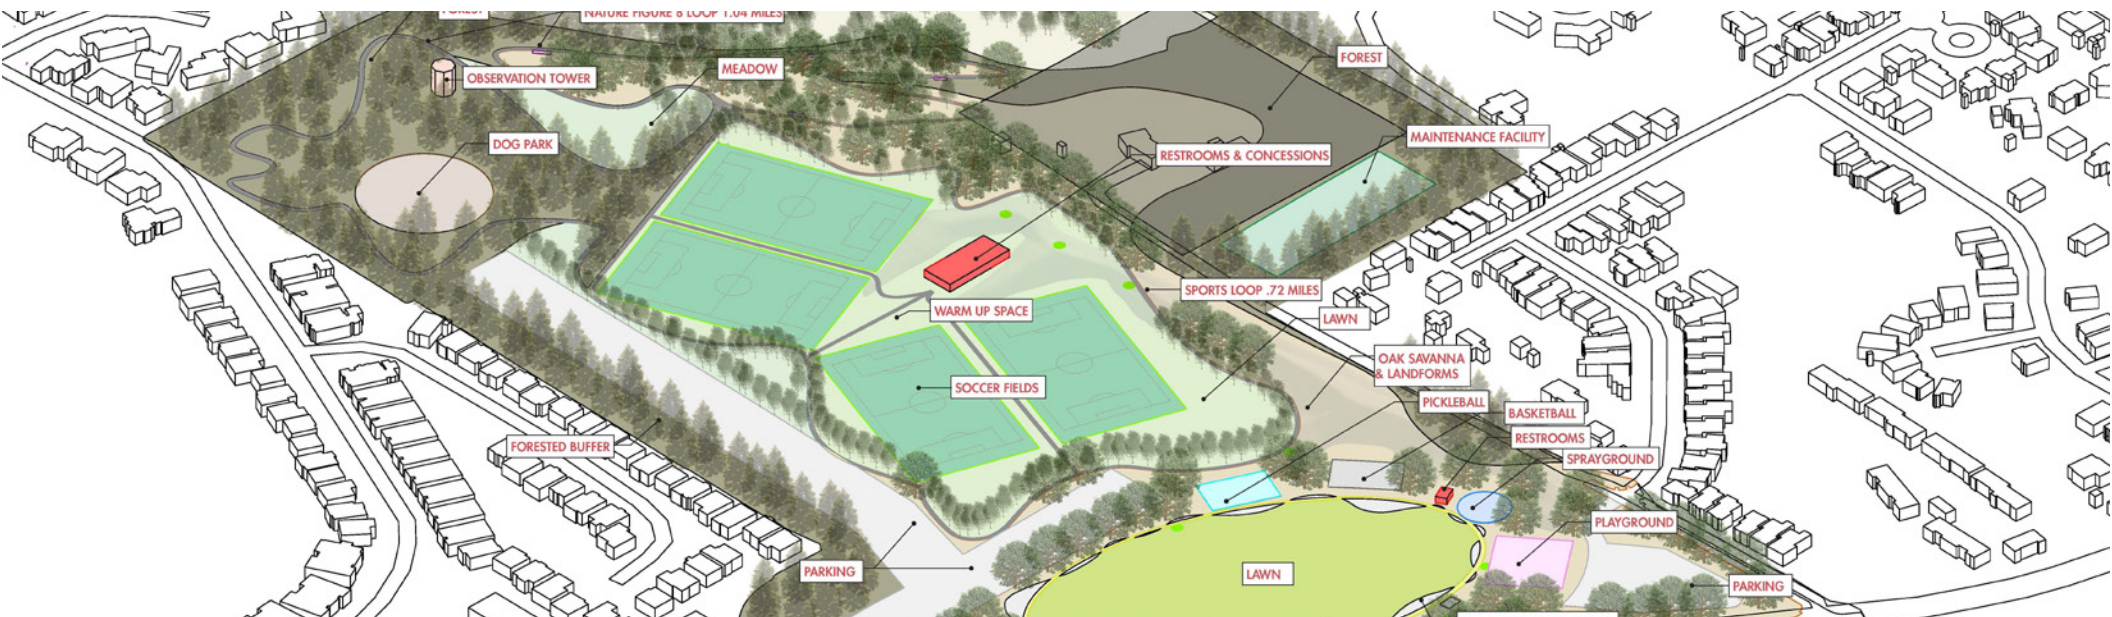 FOREST
NATURE FIGURE 8 LOOP 1.04 MILES
OBSERVATION TOWER
MEADOW
FOREST
DOG PARK
RESTROOMS & CONCESSIONS
MAINTENANCE FACILITY
SPORTS LOOP .72 MILES
WARM UP SPACE
LAWN
OAK SAVANNA
& LANDFORMS
SOCCER FIELDS
PICKLEBALL
BASKETBALL
FORESTED BUFFER
RESTROOMS
SPRAYGROUND
PLAYGROUND
PARKING
LAWN
PARKING